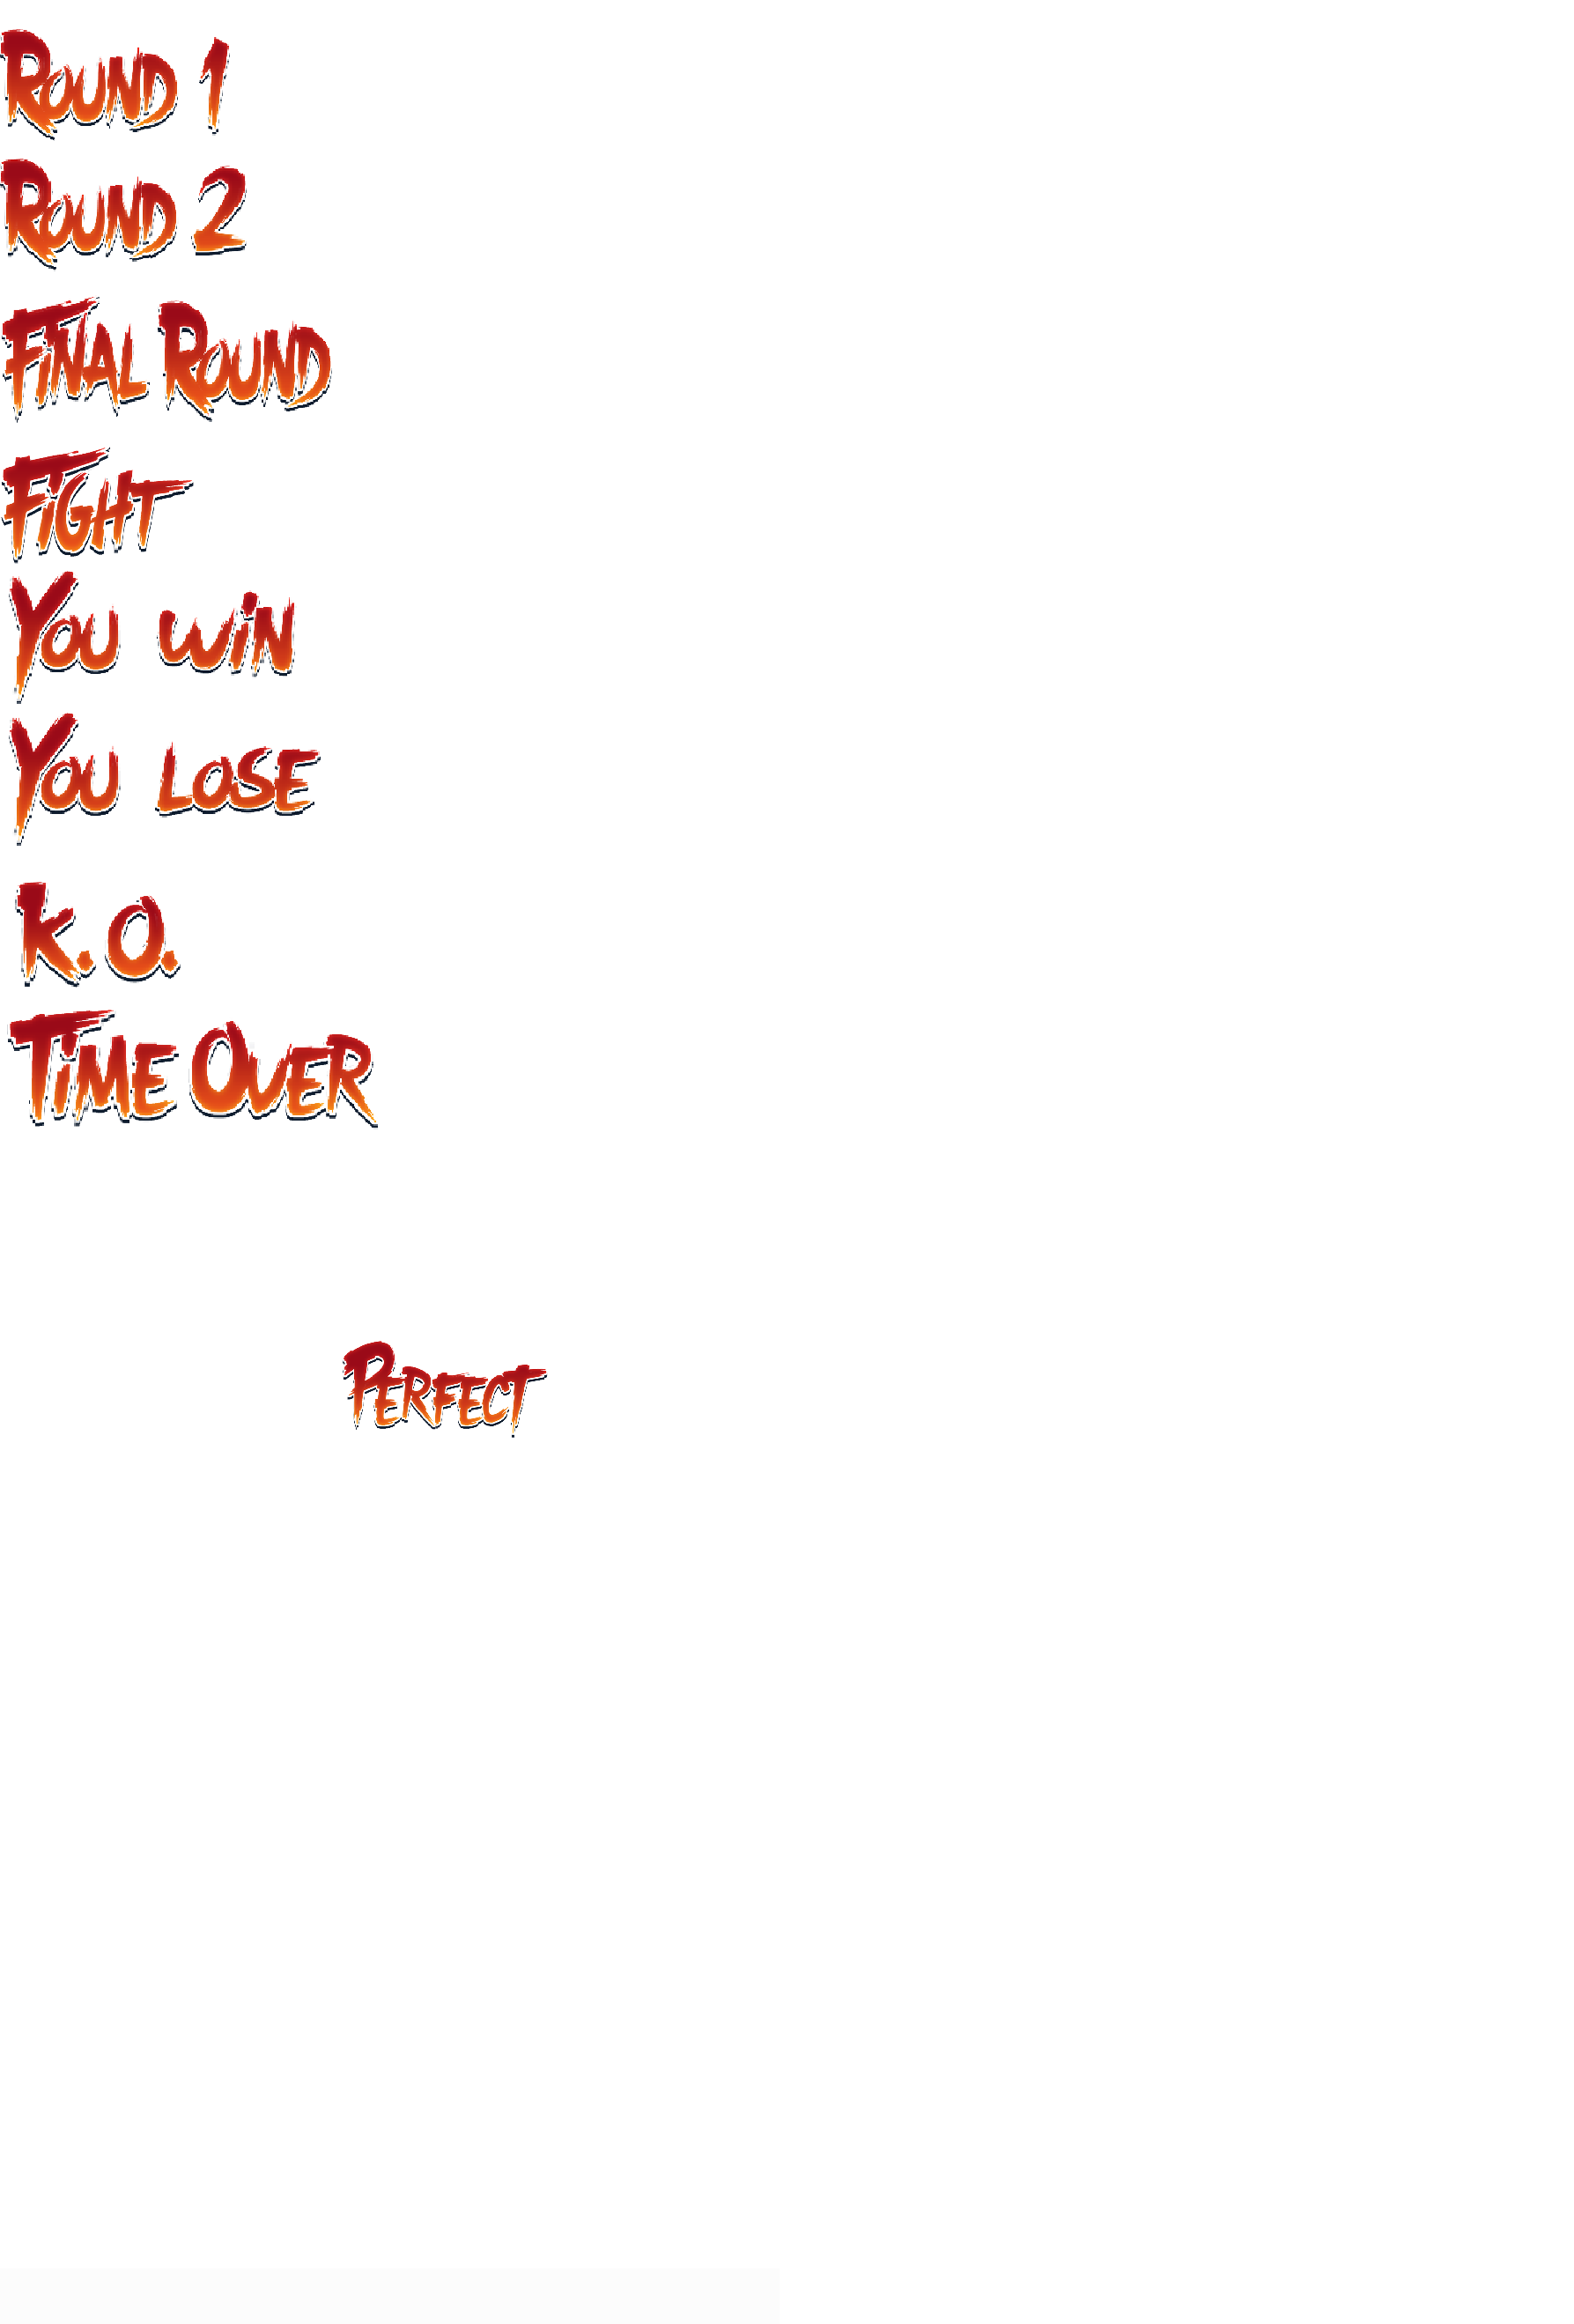 Round 1
Round 2
Final Round
Fight
You win
You lose
K.O.
Time Over
Perfect